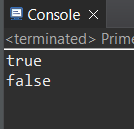 Console
<terminated> Prime
true
false